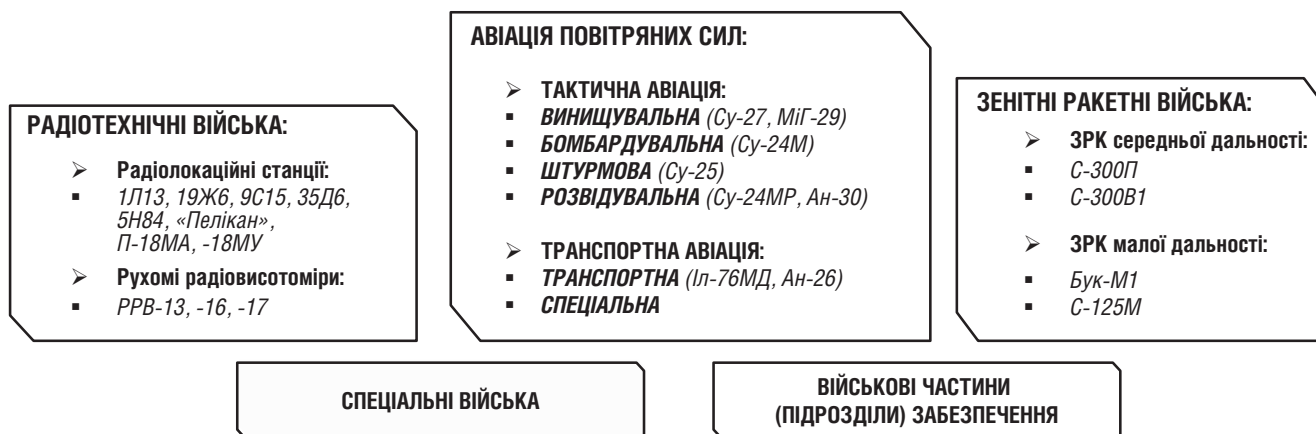 РАДІОТЕХНІЧНІ ВІЙСЬКА:
➢ Радіолокаційні станції:
▪ 1Л13, 19Ж6, 9С15, 35Д6,
5Н84, «Пелікан»,
П-18МА, -18МУ
➢ Рухомі радіовисотоміри:
▪ РРВ-13, -16, -17
АВІАЦІЯ ПОВІТРЯНИХ СИЛ:
➢ ТАКТИЧНА АВІАЦІЯ:
▪ ВИНИЩУВАЛЬНА (Су-27, МіГ-29)
▪ БОМБАРДУВАЛЬНА (Су-24М)
▪ ШТУРМОВА (Су-25)
▪ РОЗВІДУВАЛЬНА (Су-24МР, Ан-30)
➢ ТРАНСПОРТНА АВІАЦІЯ:
▪ ТРАНСПОРТНА (Іл-76МД, Ан-26)
▪ СПЕЦІАЛЬНА
ЗЕНІТНІ РАКЕТНІ ВІЙСЬКА:
➢ ЗРК середньої дальності:
▪ С-300П
▪ С-300В1
➢ ЗРК малої дальності:
▪ Бук-М1
▪ С-125М
СПЕЦІАЛЬНІ ВІЙСЬКА
ВІЙСЬКОВІ ЧАСТИНИ
(ПІДРОЗДІЛИ) ЗАБЕЗПЕЧЕННЯ